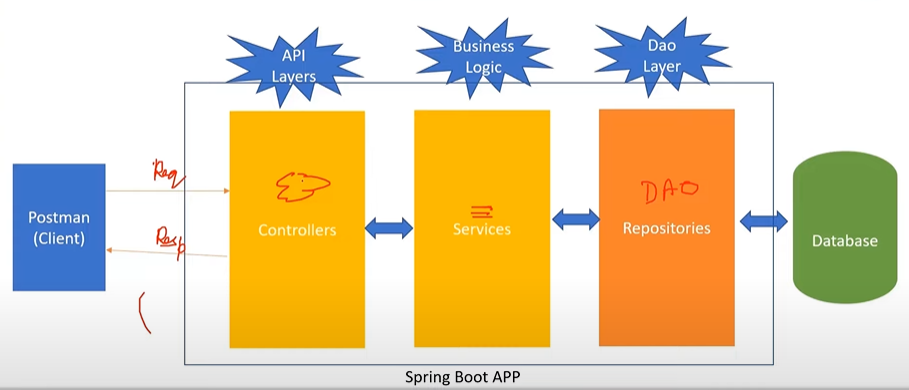 API
Layers
Business
Logic
Dao
Layer
Req
Resp
Postman
(Client)
Controllers
Services
DAO
Repositories
Database
Spring Boot APP